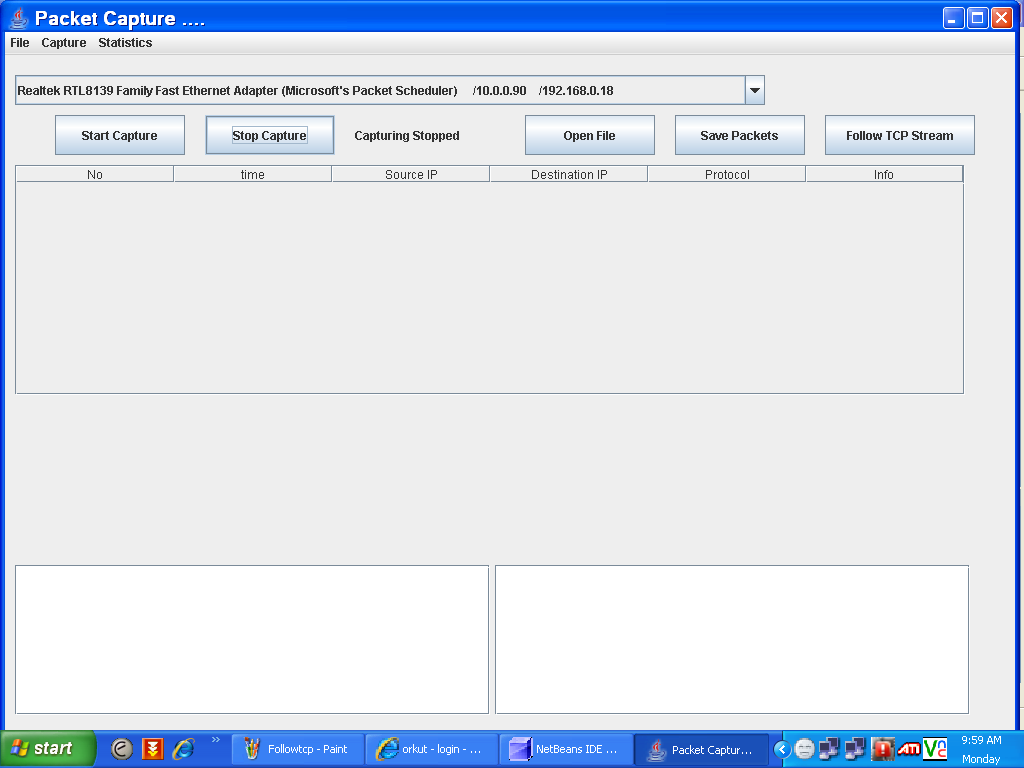 Packet Capture ....
File Capture Statistics
Realtek RTL8139 Family Fast Ethernet Adapter (Microsoft's Packet Scheduler) /10.0.0.90 /192.168.0.18
Start Capture Stop Capture Capturing Stopped Open File Save Packets Follow TCP Stream
No time Source IP Destination IP Protocol Info
start Followtcp - Paint orkut - login - ... NetBeans IDE ... Packet Captur... ATI VNC 9:59 AM
Monday